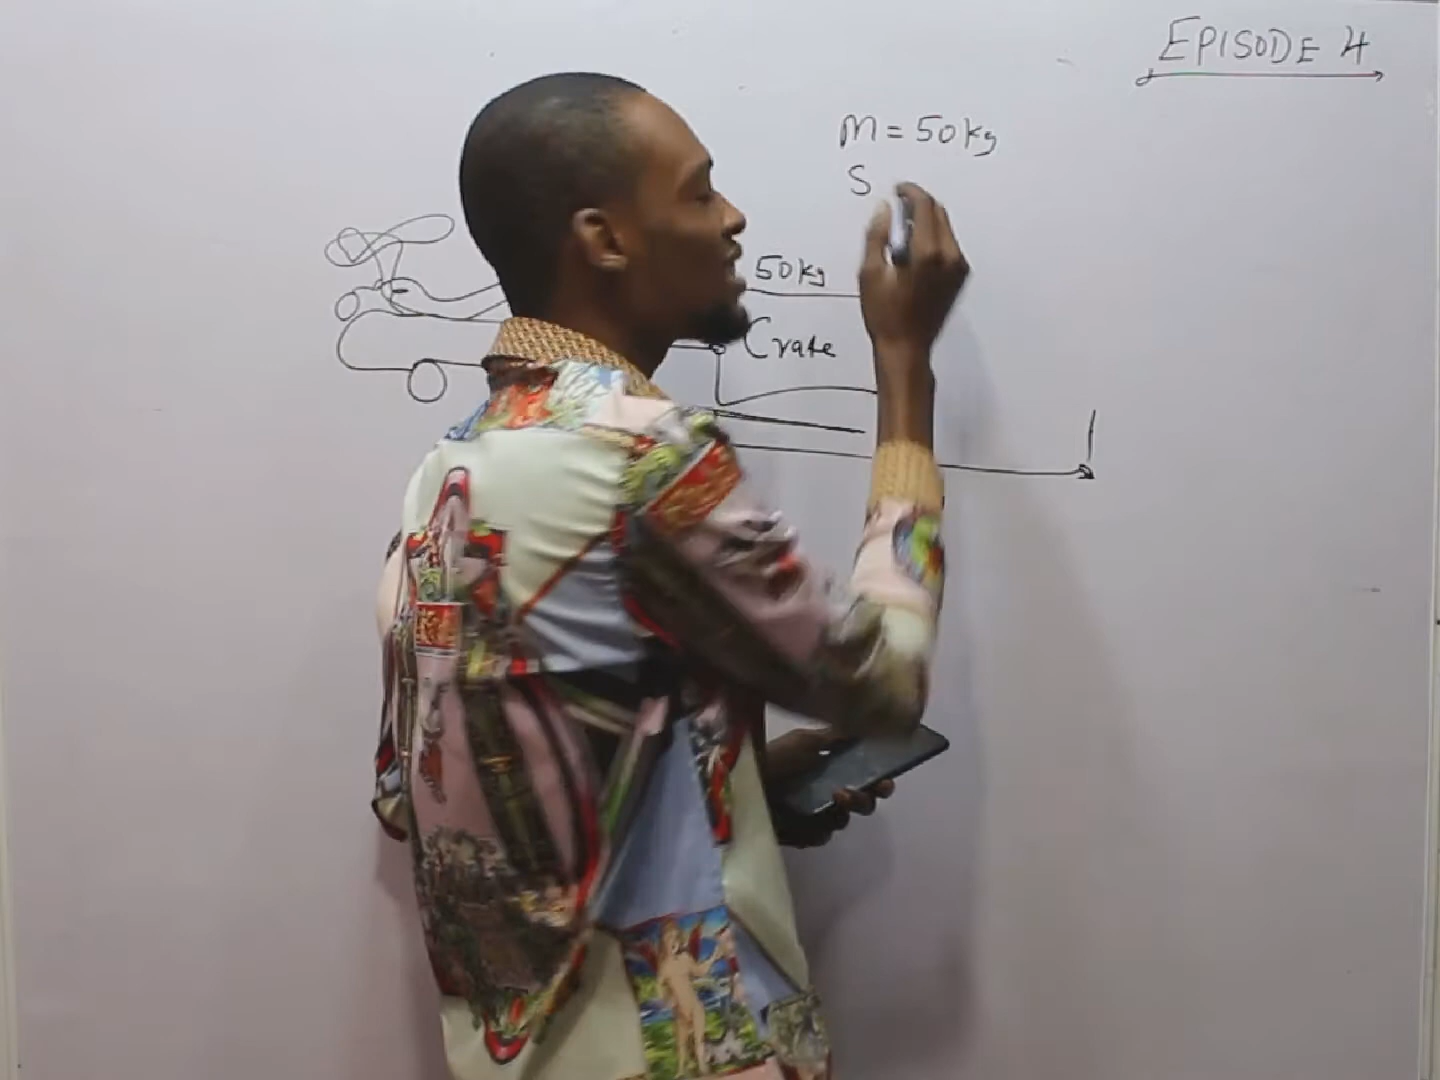 EPISODE 4
M = 50kg
S
50kg
Crate